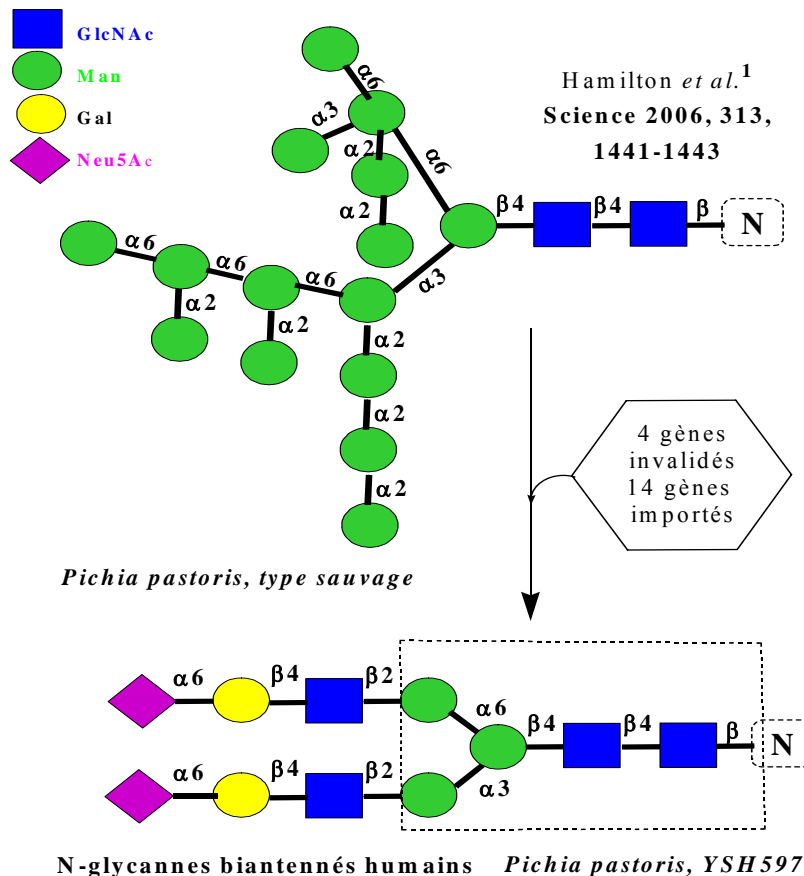 GlcNAc
Man
Gal
Neu5Ac
Hamilton et al.1
Science 2006, 313,
1441-1443
α6
α3
α2
α6
α2
β4
β4
β
N
α6
α6
α6
α3
α2
α2
α2
α2
α2
4 gènes
invalidés
14 gènes
importés
Pichia pastoris, type sauvage
α6
β4
β2
α6
β4
β4
β
N
α6
β4
β2
α3
N-glycannes biantennés humains
Pichia pastoris, YSH597